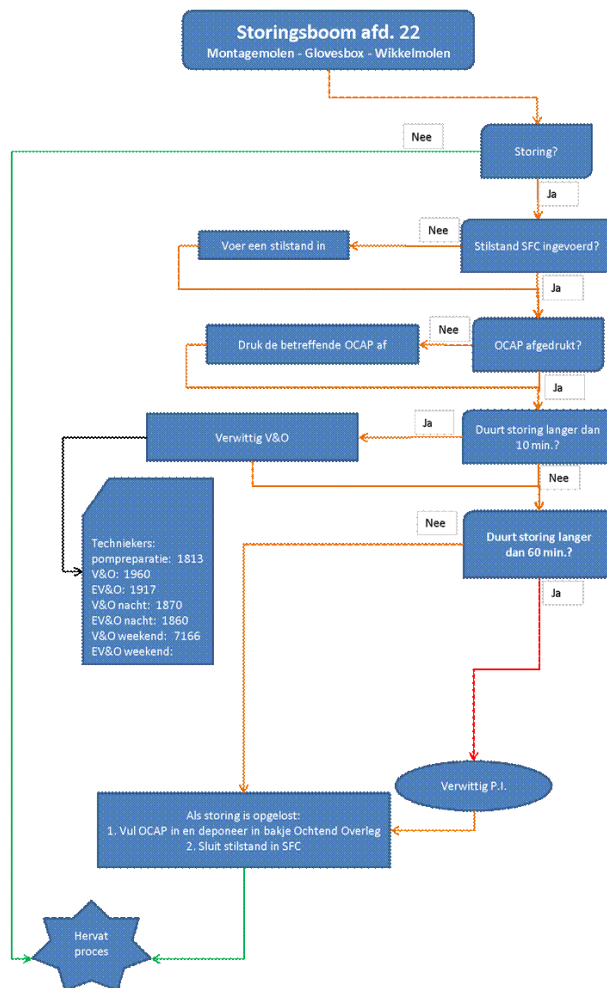 Storingsboom afd. 22
Montagemolen - Glovesbox - Wikkelmolen
Nee
Storing?
Ja
Nee
Voer een stilstand in
Stilstand SFC ingevoerd?
Ja
Nee
Druk de betreffende OCAP af
OCAP afgedrukt?
Ja
Ja
Verwittig V&O
Duurt storing langer dan
10 min.?
Nee
Nee
Duurt storing langer
dan 60 min.?
Techniekers:
pompreparatie: 1813
V&O: 1960
EV&O: 1917
V&O nacht: 1870
EV&O nacht: 1860
V&O weekend: 7166
EV&O weekend:
Ja
Verwittig P.I.
Als storing is opgelost:
1. Vul OCAP in en deponeer in bakje Ochtend Overleg
2. Sluit stilstand in SFC
Hervat
proces